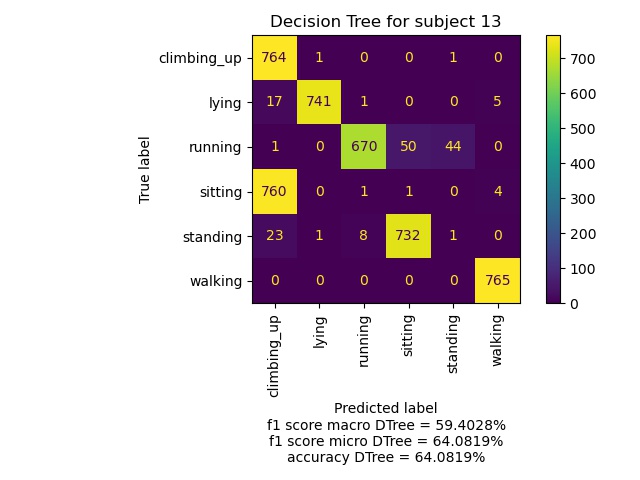 Decision Tree for subject 13
climbing_up 764 1 0 0 1 0
lying 17 741 1 0 0 5
running 1 0 670 50 44 0
sitting 760 0 1 1 0 4
standing 23 1 8 732 1 0
walking 0 0 0 0 0 765
True label
climbing_up lying running sitting standing walking
Predicted label
f1 score macro DTree = 59.4028%
f1 score micro DTree = 64.0819%
accuracy DTree = 64.0819%
700
600
500
400
300
200
100
0